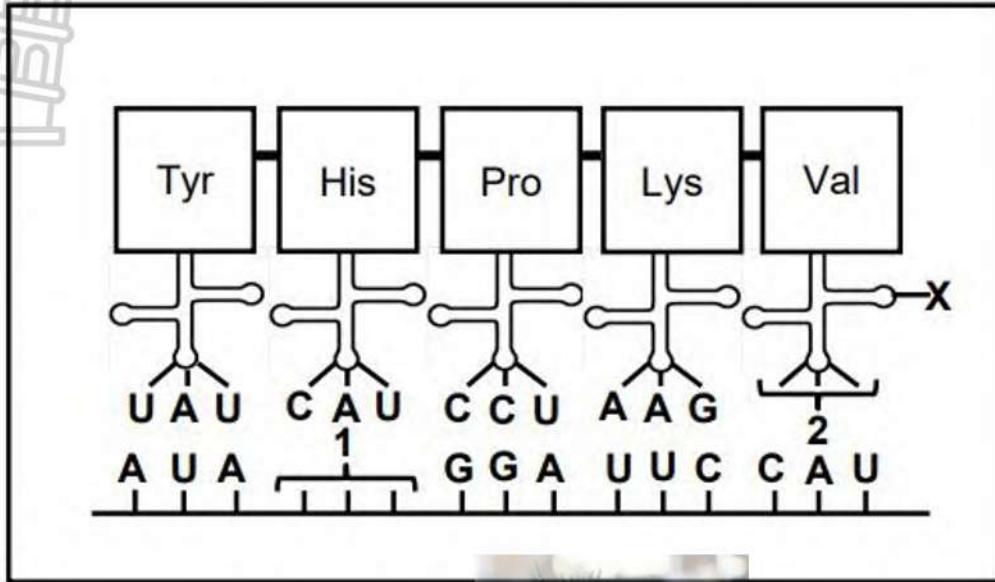 Tyr His Pro Lys Val
X
U A U C A U C C U A A G
1 2
A U A G G A U U C C A U